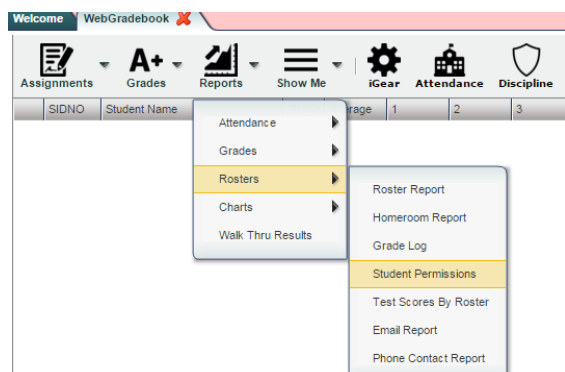 Welcome WebGradebook
Assignments A+ Grades Reports Show Me iGear Attendance Discipline
SIDNO Student Name rage 1 2 3
Attendance
Grades
Rosters
Charts
Walk Thru Results
Roster Report
Homeroom Report
Grade Log
Student Permissions
Test Scores By Roster
Email Report
Phone Contact Report